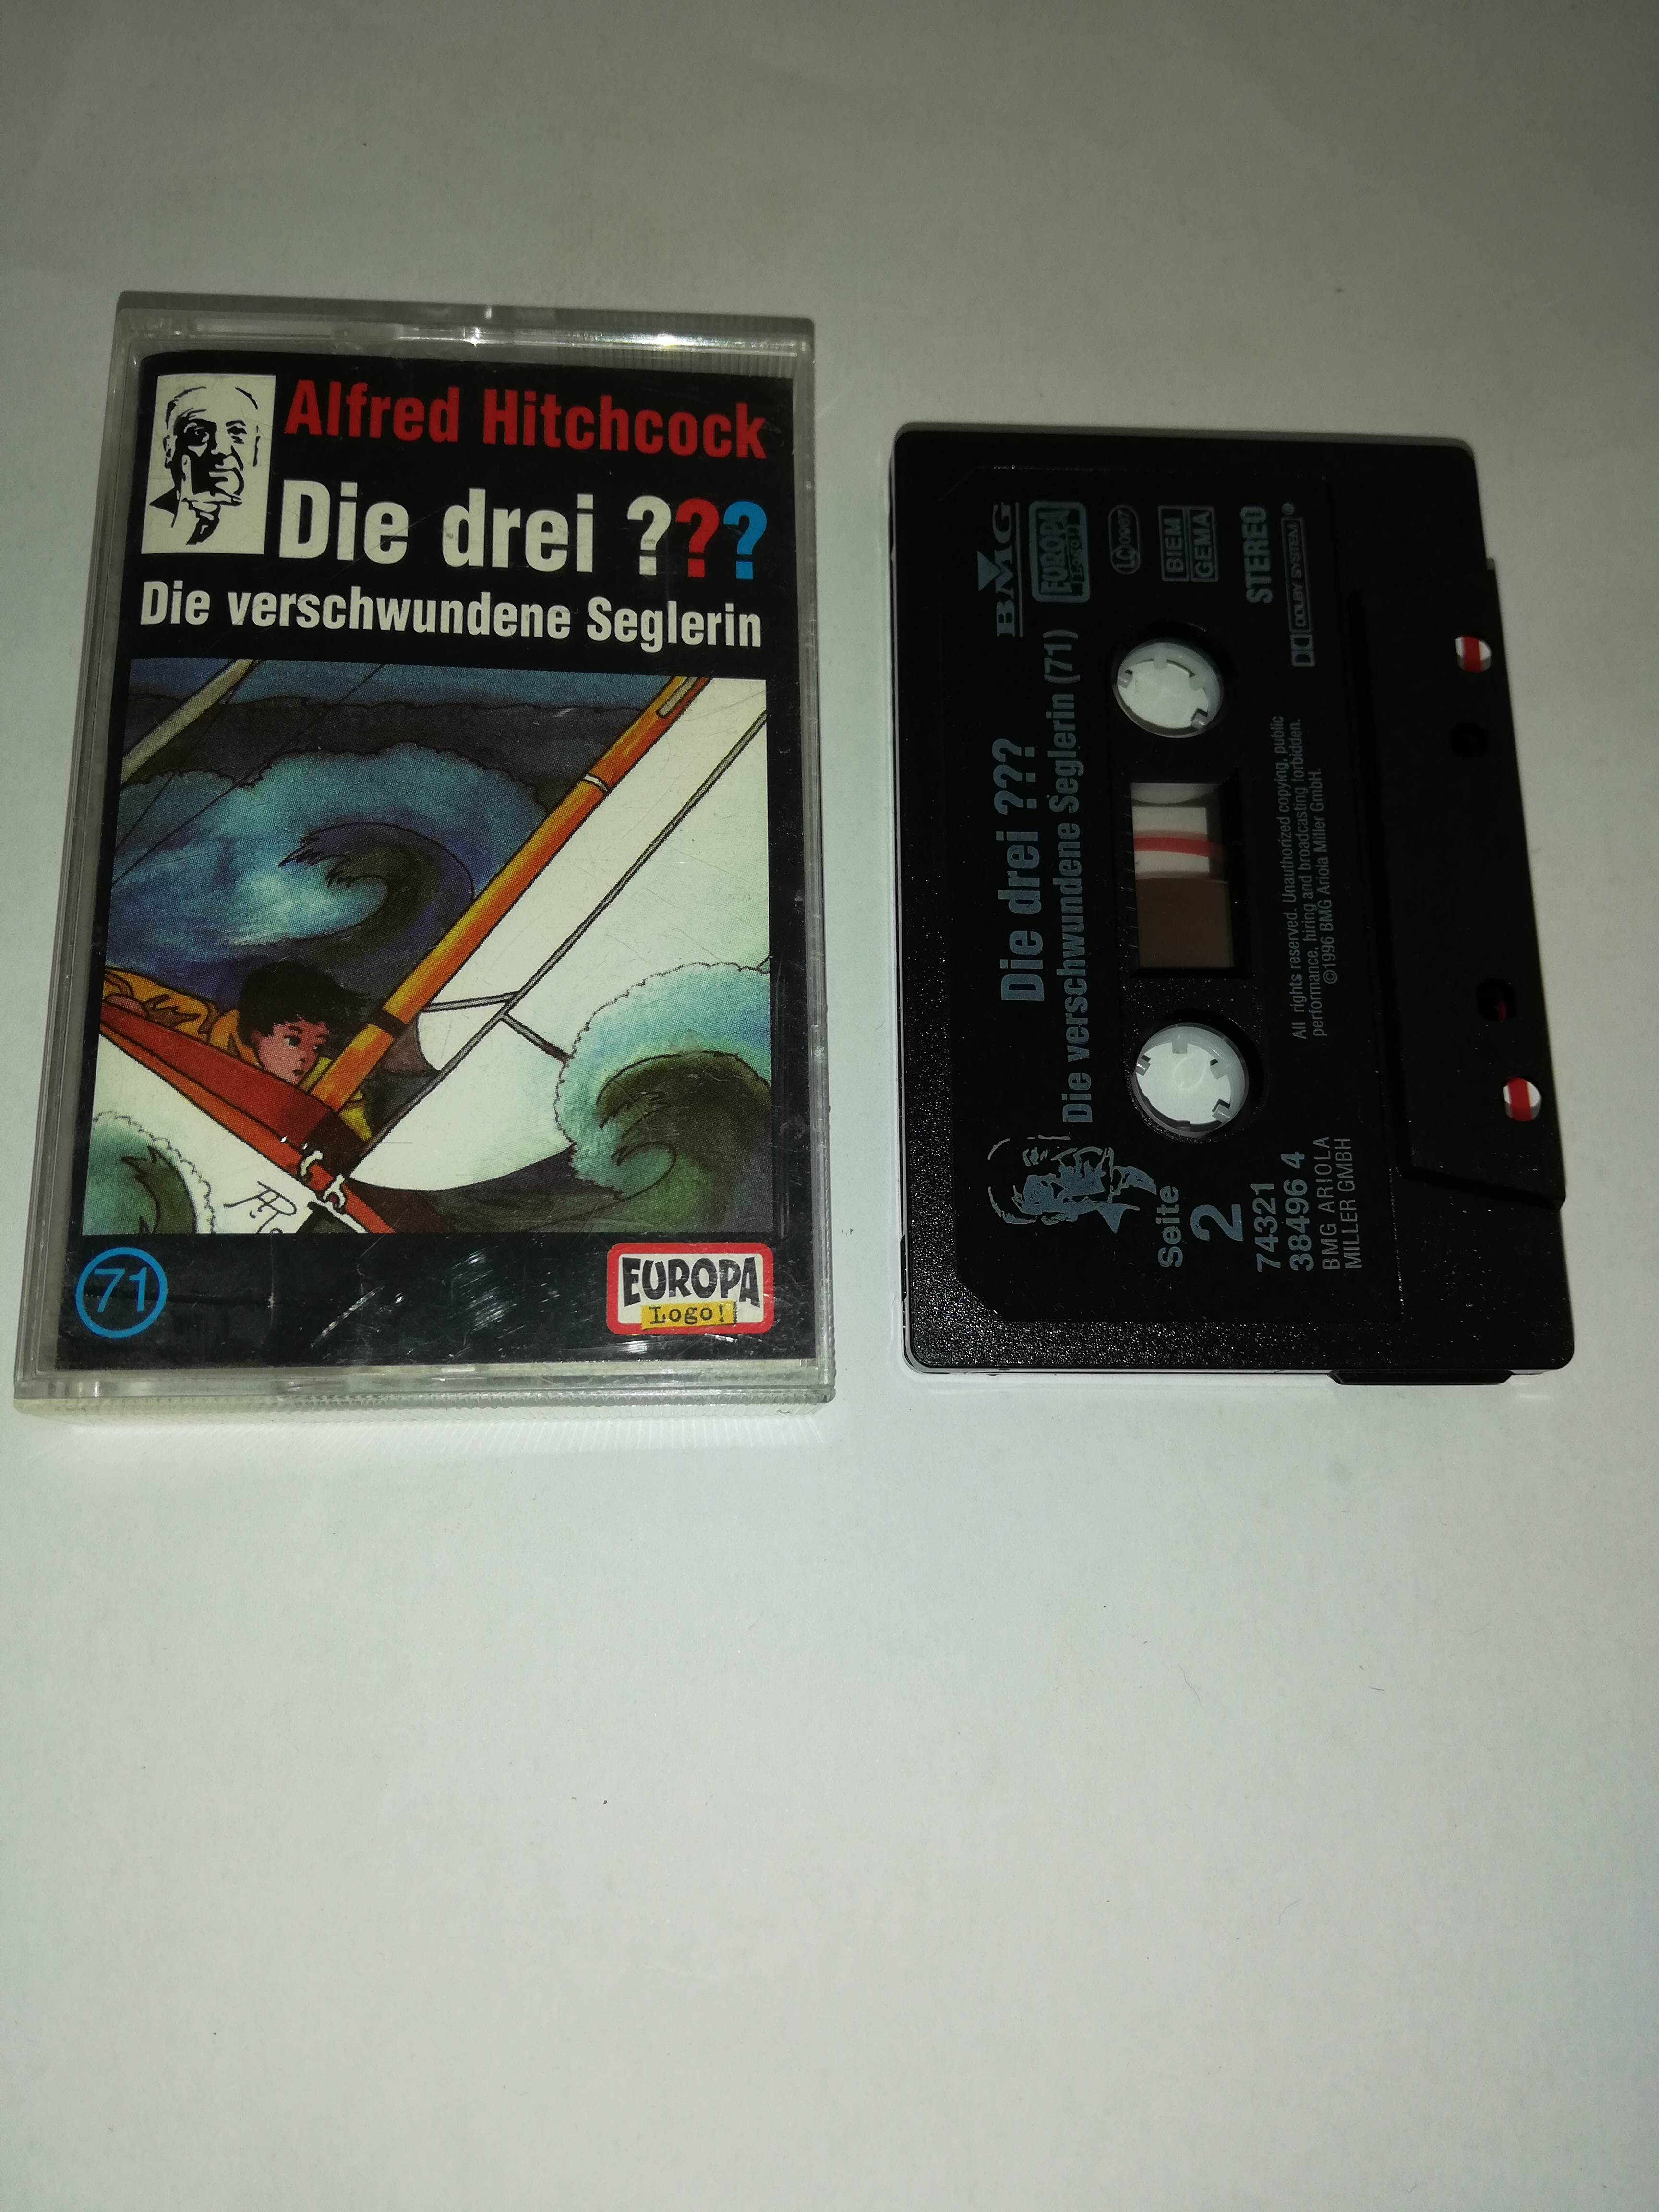 Alfred Hitchcock
Die drei ???
Die verschwundene Seglerin
71
EUROPA
Logo!
BMG
EUROPA
LC 0007
BIEM
GEMA
STEREO
DOLBY SYSTEM
Die drei ???
Die verschwundene Seglerin (71)
All rights reserved. Unauthorized copying, public
performance, hiring and broadcasting forbidden.
©1996 BMG Ariola Miller GmbH.
Seite
2
74321
38496 4
BMG ARIOLA
MILLER GMBH